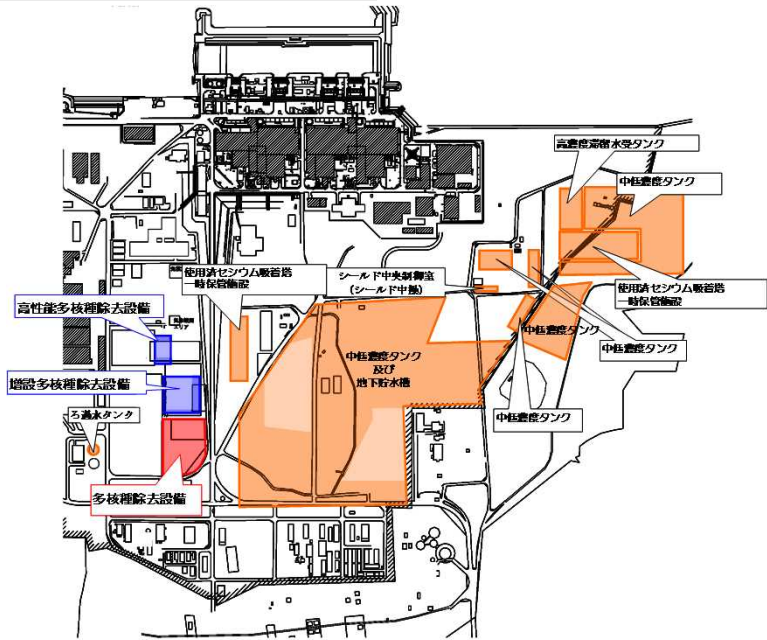 高濃度滞留水受タンク
中低濃度タンク
使用済セシウム吸着塔
一時保管施設
シールド中央制御室
(シールド中操)
使用済セシウム吸着塔
一時保管施設
高性能多核種除去設備
中低濃度タンク
中低濃度タンク
中低濃度タンク
及び
地下貯水槽
増設多核種除去設備
ろ過水タンク
中低濃度タンク
多核種除去設備